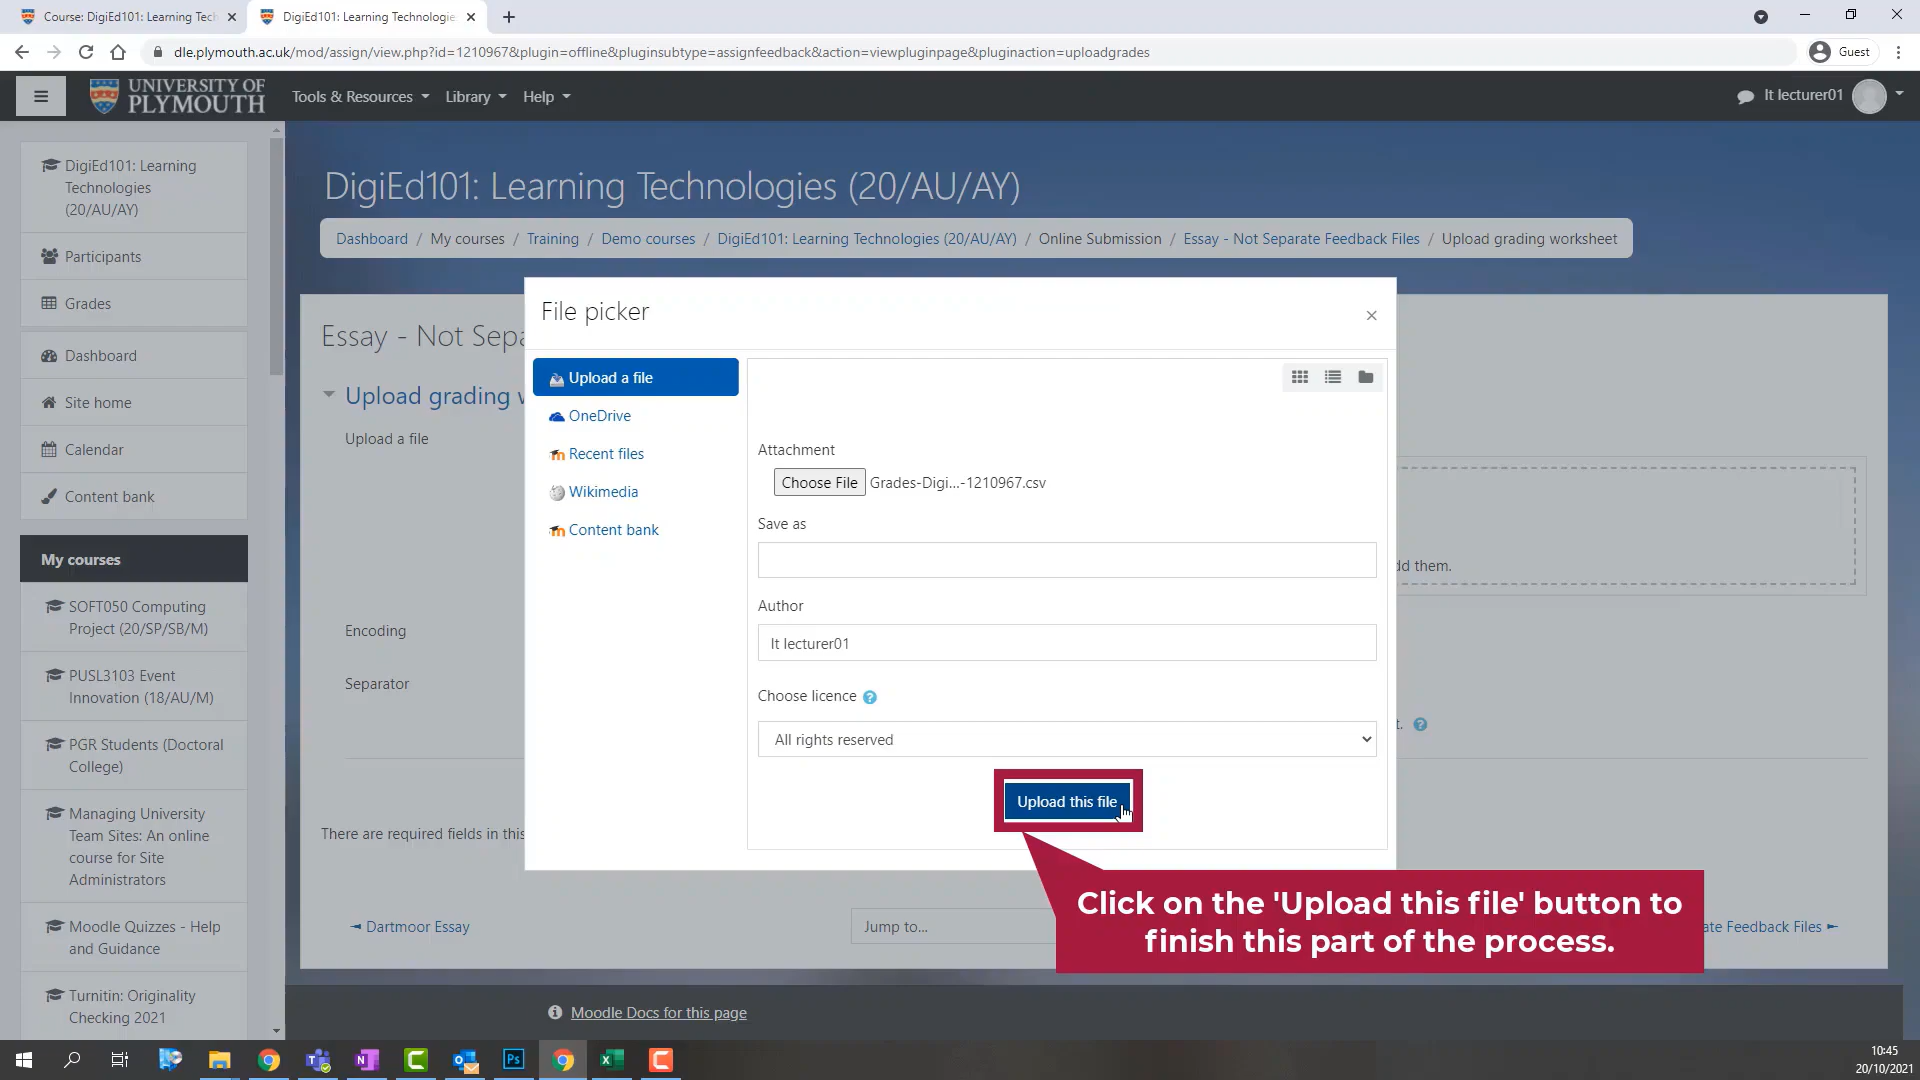 Course: DigiEd101: Learning Tech
DigiEd101: Learning Technologie
dle.plymouth.ac.uk/mod/assign/view.php?id=1210967&plugin=offline&pluginsubtype=assignfeedback&action=viewpluginpage&pluginaction=uploadgrades
Guest
UNIVERSITY OF
PLYMOUTH
Tools & Resources
Library
Help
lt lecturer01
DigiEd101: Learning
Technologies
(20/AU/AY)
Participants
Grades
Dashboard
Site home
Calendar
Content bank
My courses
SOFT050 Computing
Project (20/SP/SB/M)
PUSL3103 Event
Innovation (18/AU/M)
PGR Students (Doctoral
College)
Managing University
Team Sites: An online
course for Site
Administrators
Moodle Quizzes - Help
and Guidance
Turnitin: Originality
Checking 2021
DigiEd101: Learning Technologies (20/AU/AY)
Dashboard / My courses / Training / Demo courses / DigiEd101: Learning Technologies (20/AU/AY) / Online Submission / Essay - Not Separate Feedback Files / Upload grading worksheet
Essay - Not Sepa
Upload grading w
Upload a file
dd them.
Encoding
Separator
t.
There are required fields in this
File picker
×
Upload a file
OneDrive
Recent files
Wikimedia
Content bank
Attachment
Choose File Grades-Digi...-1210967.csv
Save as
Author
lt lecturer01
Choose licence
All rights reserved
Upload this file
Click on the 'Upload this file' button to
finish this part of the process.
◄ Dartmoor Essay
Jump to...
ate Feedback Files ►
Moodle Docs for this page
Ps
10:45
20/10/2021